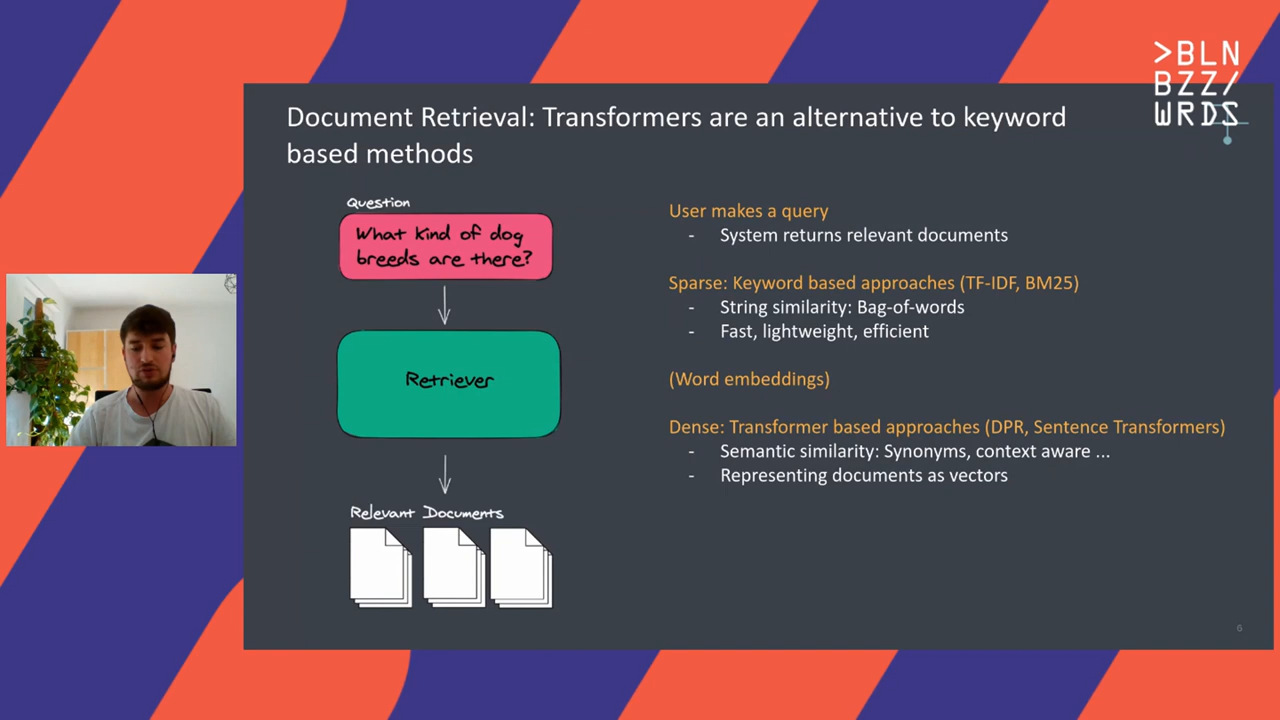 >BLN
BZZ/
WRDS
Document Retrieval: Transformers are an alternative to keyword
based methods
Question
What kind of dog
breeds are there?
Retriever
Relevant Documents
User makes a query
- System returns relevant documents
Sparse: Keyword based approaches (TF-IDF, BM25)
- String similarity: Bag-of-words
- Fast, lightweight, efficient
(Word embeddings)
Dense: Transformer based approaches (DPR, Sentence Transformers)
- Semantic similarity: Synonyms, context aware ...
- Representing documents as vectors
6